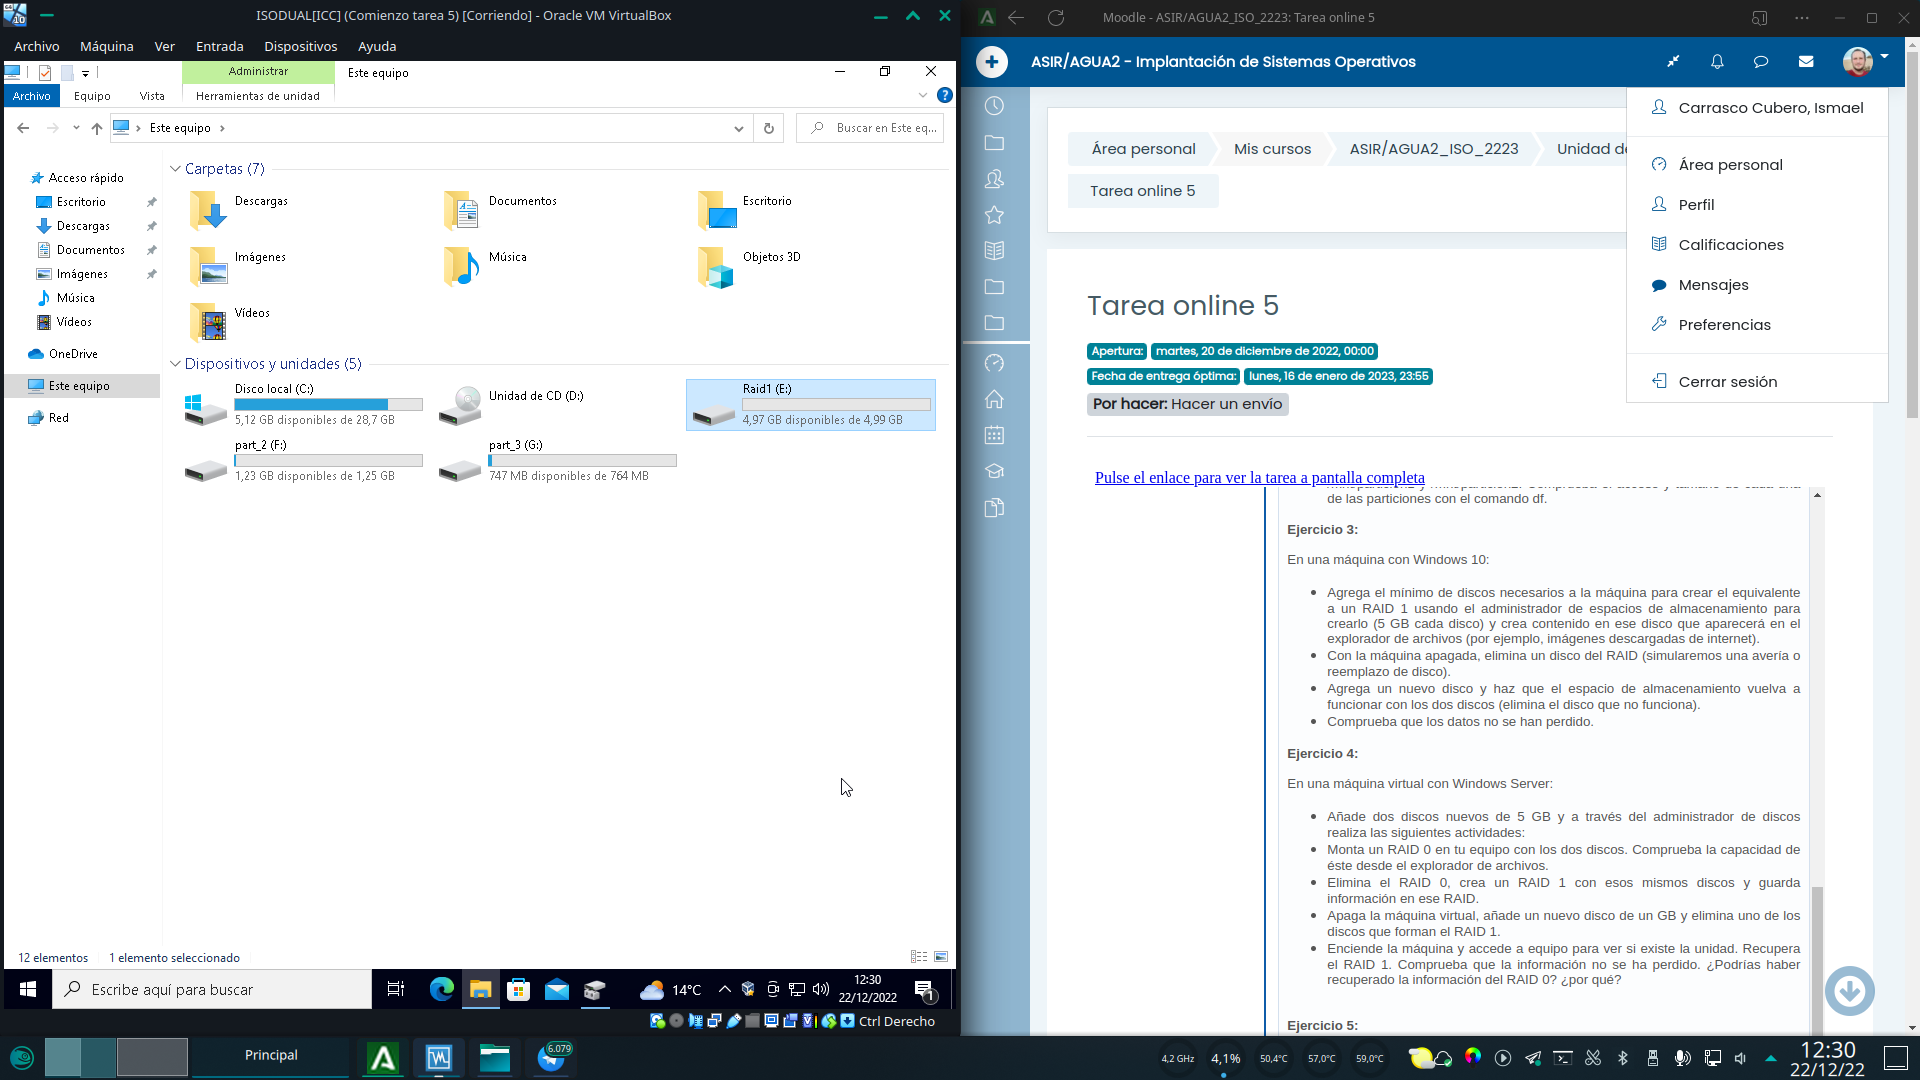 ISODUAL[ICC] (Comienzo tarea 5) [Corriendo] - Oracle VM VirtualBox
Archivo Máquina Ver Entrada Dispositivos Ayuda
Administrar Este equipo
Archivo Equipo Vista Herramientas de unidad
Este equipo
Buscar en Este eq...
Acceso rápido
Escritorio
Descargas
Documentos
Imágenes
Música
Vídeos
OneDrive
Este equipo
Red
Carpetas (7)
Descargas
Documentos
Escritorio
Imágenes
Música
Objetos 3D
Vídeos
Dispositivos y unidades (5)
Disco local (C:)
5,12 GB disponibles de 28,7 GB
Unidad de CD (D:)
Raid1 (E:)
4,97 GB disponibles de 4,99 GB
part_2 (F:)
1,23 GB disponibles de 1,25 GB
part_3 (G:)
747 MB disponibles de 764 MB
12 elementos 1 elemento seleccionado
Escribe aquí para buscar
14°C
12:30
22/12/2022
1
Ctrl Derecho
Moodle - ASIR/AGUA2_ISO_2223: Tarea online 5
ASIR/AGUA2 - Implantación de Sistemas Operativos
Carrasco Cubero, Ismael
Área personal
Perfil
Calificaciones
Mensajes
Preferencias
Cerrar sesión
Área personal Mis cursos ASIR/AGUA2_ISO_2223 Unidad de
Tarea online 5
Tarea online 5
Apertura: martes, 20 de diciembre de 2022, 00:00
Fecha de entrega óptima: lunes, 16 de enero de 2023, 23:55
Por hacer: Hacer un envío
Pulse el enlace para ver la tarea a pantalla completa
de las particiones con el comando df.
Ejercicio 3:
En una máquina con Windows 10:
Agrega el mínimo de discos necesarios a la máquina para crear el equivalente
a un RAID 1 usando el administrador de espacios de almacenamiento para
crearlo (5 GB cada disco) y crea contenido en ese disco que aparecerá en el
explorador de archivos (por ejemplo, imágenes descargadas de internet).
Con la máquina apagada, elimina un disco del RAID (simularemos una avería o
reemplazo de disco).
Agrega un nuevo disco y haz que el espacio de almacenamiento vuelva a
funcionar con los dos discos (elimina el disco que no funciona).
Comprueba que los datos no se han perdido.
Ejercicio 4:
En una máquina virtual con Windows Server:
Añade dos discos nuevos de 5 GB y a través del administrador de discos
realiza las siguientes actividades:
Monta un RAID 0 en tu equipo con los dos discos. Comprueba la capacidad de
éste desde el explorador de archivos.
Elimina el RAID 0, crea un RAID 1 con esos mismos discos y guarda
información en ese RAID.
Apaga la máquina virtual, añade un nuevo disco de un GB y elimina uno de los
discos que forman el RAID 1.
Enciende la máquina y accede a equipo para ver si existe la unidad. Recupera
el RAID 1. Comprueba que la información no se ha perdido. ¿Podrías haber
recuperado la información del RAID 0? ¿por qué?
Ejercicio 5:
Principal
6.079
4,2 GHz 4,1% 50,4°C 57,0°C 59,0°C
12:30
22/12/22